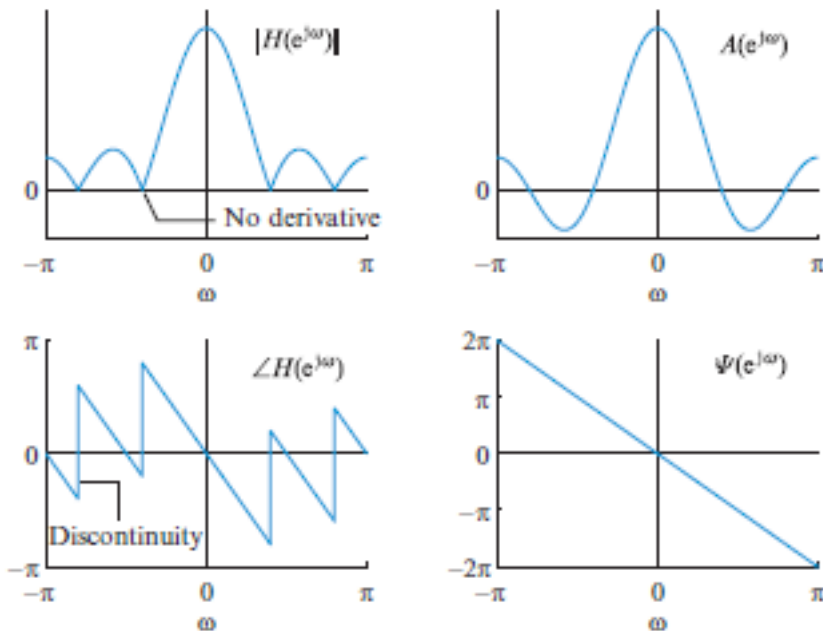 |H(e^jω)|
0
No derivative
−π 0 π
ω
A(e^jω)
0
−π 0 π
ω
π
∠H(e^jω)
0
Discontinuity
−π
−π 0 π
ω
2π
Ψ(e^jω)
π
0
−π
−2π
−π 0 π
ω